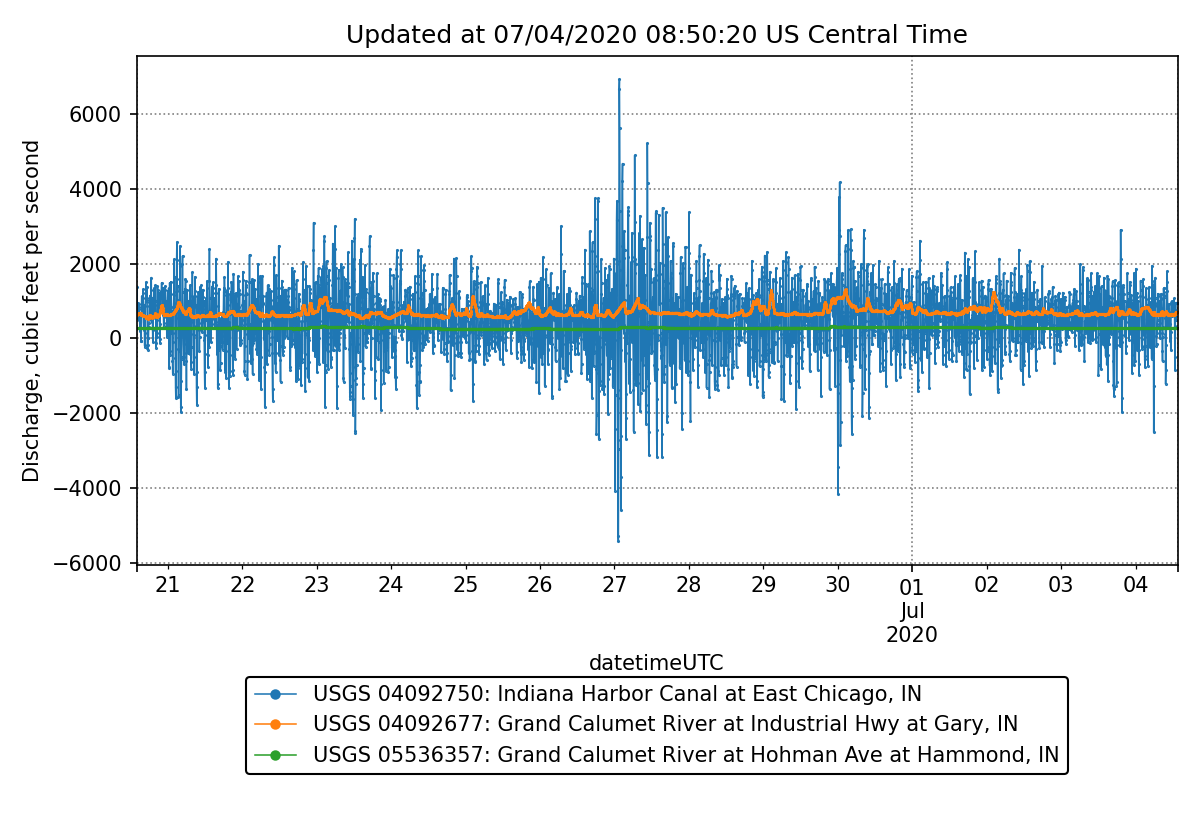 Updated at 07/04/2020 08:50:20 US Central Time
Discharge, cubic feet per second
6000
4000
2000
0
−2000
−4000
−6000
21 22 23 24 25 26 27 28 29 30 01 02 03 04
Jul
2020
datetimeUTC
USGS 04092750: Indiana Harbor Canal at East Chicago, IN
USGS 04092677: Grand Calumet River at Industrial Hwy at Gary, IN
USGS 05536357: Grand Calumet River at Hohman Ave at Hammond, IN